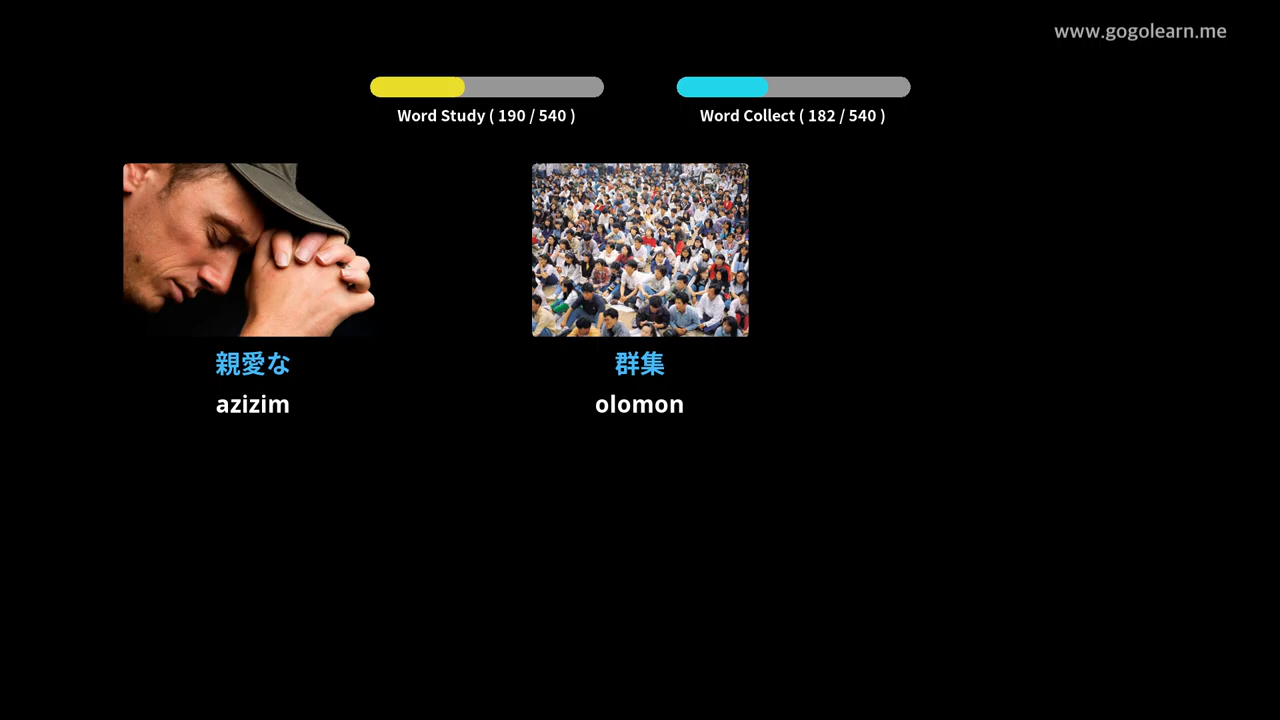 www.gogolearn.me
Word Study ( 190 / 540 )
Word Collect ( 182 / 540 )
親愛な
azizim
群集
olomon